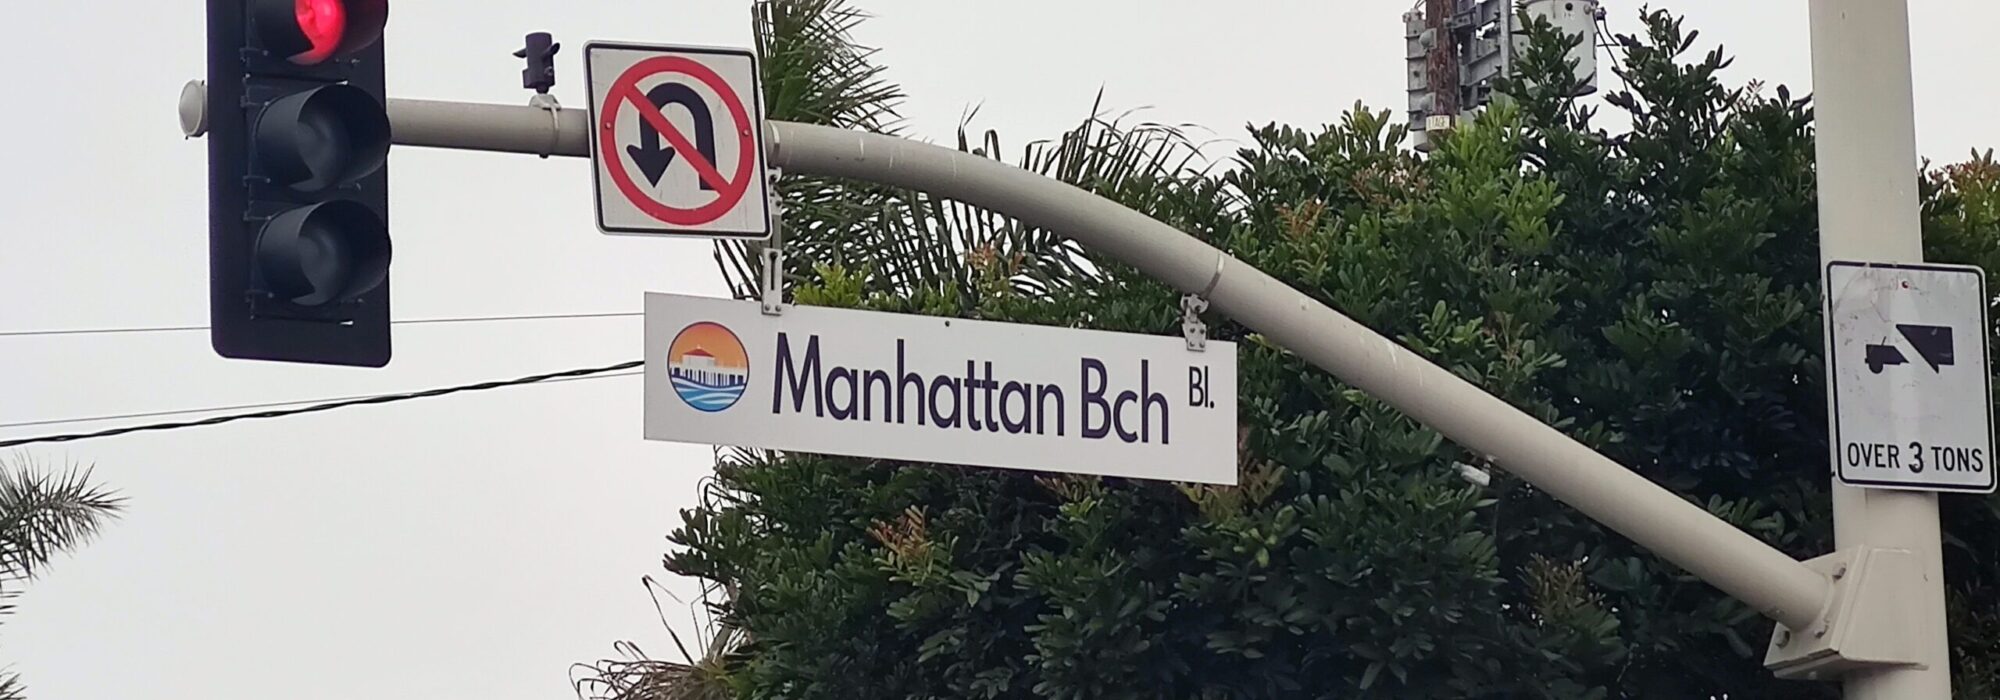 Manhattan Bch Bl.
OVER 3 TONS